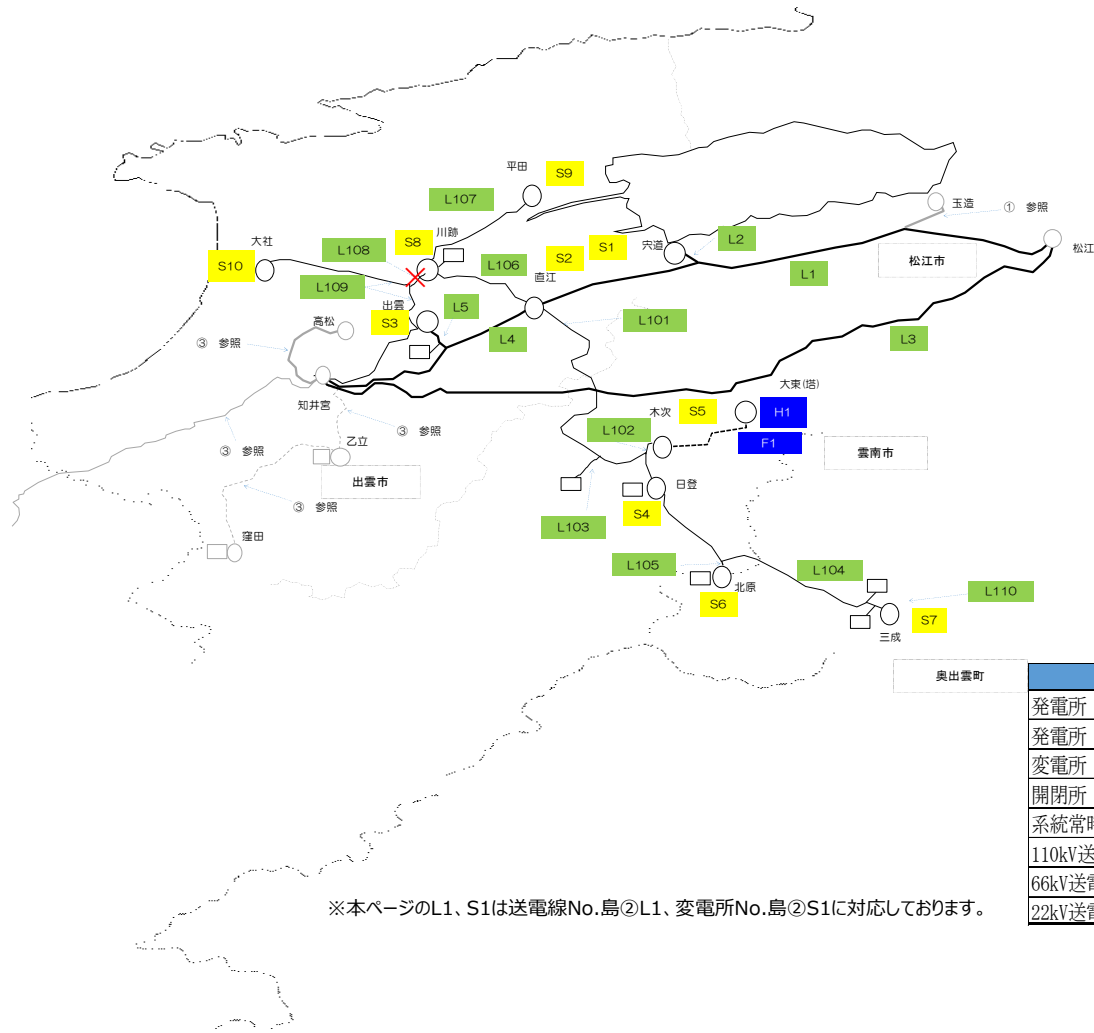 平田
S9
L107
玉造
① 参照
川跡
S8
大社
L108
S10
宍道
S1
L2
S2
松江
松江市
L1
L106
直江
L109
出雲
L5
S3
高松
L101
L4
L3
③ 参照
知井宮
大東(塔)
木次
S5
H1
L102
F1
③ 参照
③ 参照
乙立
雲南市
出雲市
日登
③ 参照
S4
L103
窪田
L105
L104
北原
L110
S6
S7
三成
奥出雲町
発電所
発電所
変電所
開閉所
系統常時
110kV送
66kV送電
22kV送電
※本ページのL1、S1は送電線No.島②L1、変電所No.島②S1に対応しております。